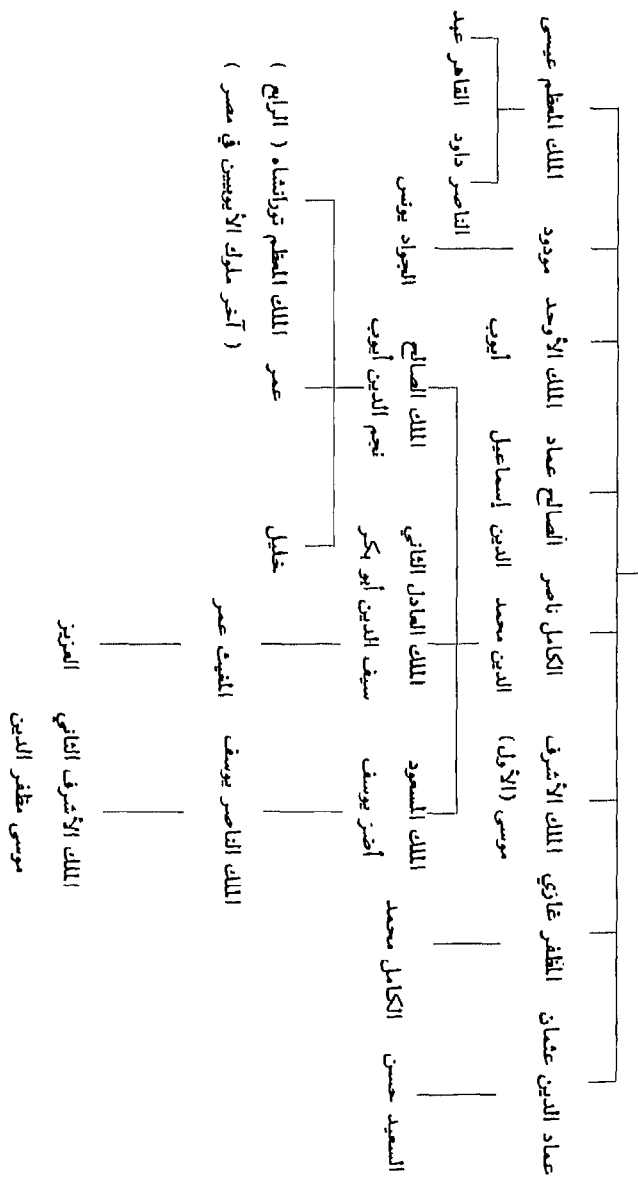 الملك المعظم عيسى
مودود
الملك الأوحد
أيوب
الصالح عماد
الدين إسماعيل
الكامل ناصر
الدين محمد
الملك الأشرف
موسى (الأول)
المظفر غازي
عماد الدين عثمان
القاهر عبد
الناصر داود
الجواد يونس
الملك الصالح
نجم الدين أيوب
الملك العادل الثاني
سيف الدين أبو بكر
الملك المسعود
أضز يوسف
الكامل محمد
السعيد حسن
الملك المعظم تورانشاه ( الرابع )
( آخر ملوك الأيوبيين في مصر )
عمر
خليل
المغيث عمر
الملك الناصر يوسف
العزيز
الملك الأشرف الثاني
موسى مظفر الدين